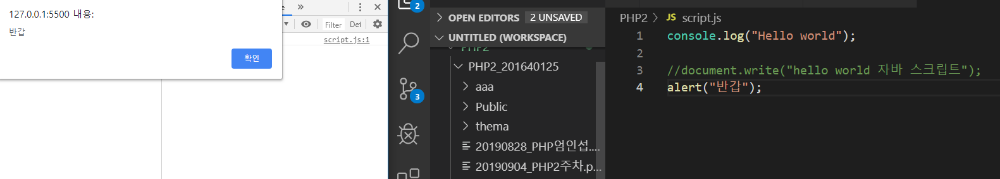 127.0.0.1:5500 내용:
반갑
확인
»
Filter
script.js:1
2
3
OPEN EDITORS 2 UNSAVED
UNTITLED (WORKSPACE)
PHP2
PHP2_201640125
aaa
Public
thema
20190828_PHP엄인섭....
20190904_PHP2주차.p...
PHP2 > JS script.js
1 console.log("Hello world");
2
3 //document.write("hello world 자바 스크립트");
4 alert("반갑");